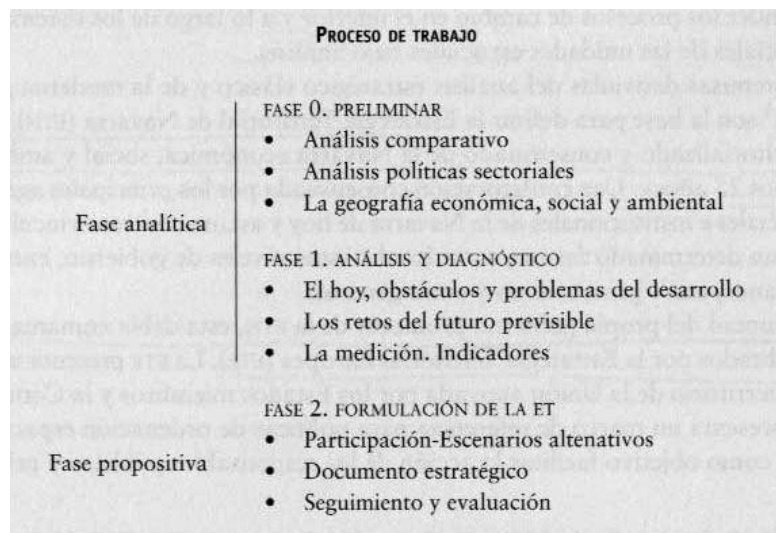 PROCESO DE TRABAJO
FASE 0. PRELIMINAR
• Análisis comparativo
• Análisis políticas sectoriales
• La geografía económica, social y ambiental
Fase analítica
FASE 1. ANÁLISIS Y DIAGNÓSTICO
• El hoy, obstáculos y problemas del desarrollo
• Los retos del futuro previsible
• La medición. Indicadores
FASE 2. FORMULACIÓN DE LA ET
• Participación-Escenarios altenativos
Fase propositiva
• Documento estratégico
• Seguimiento y evaluación